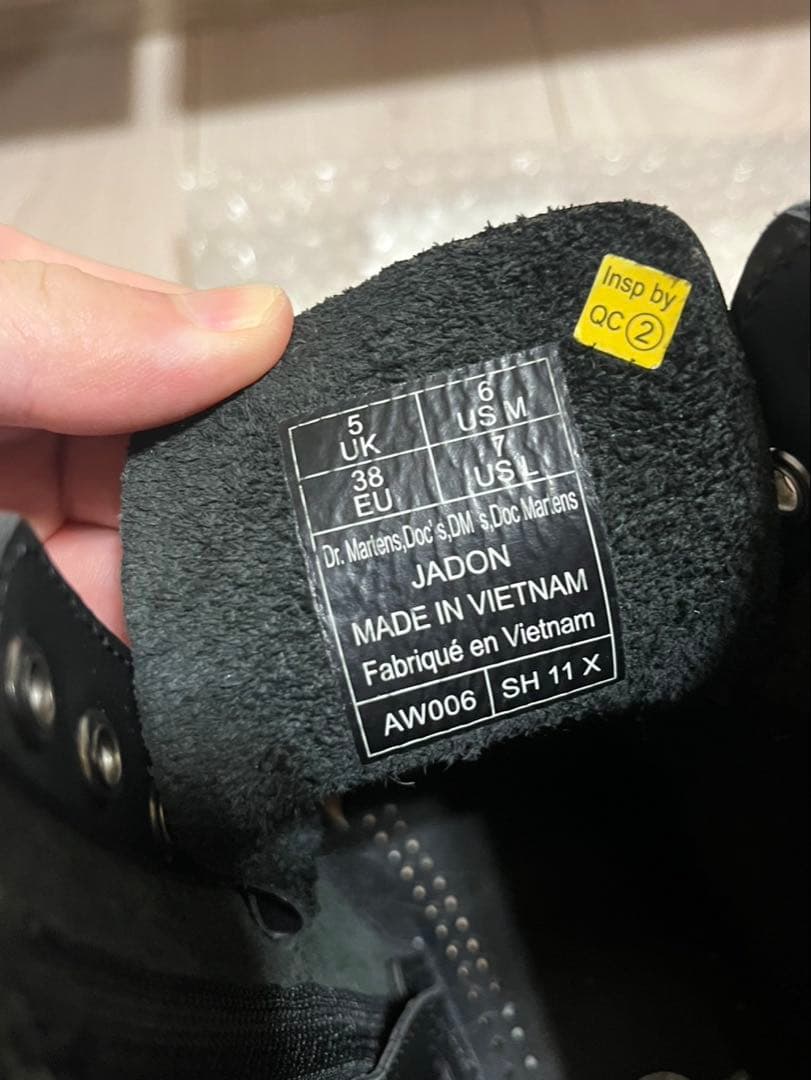 Insp by
QC ②
5 UK
6 US M
38 EU
7 US L
Dr. Martens,Doc's,DM's,Doc Martens
JADON
MADE IN VIETNAM
Fabriqué en Vietnam
AW006 SH 11 X